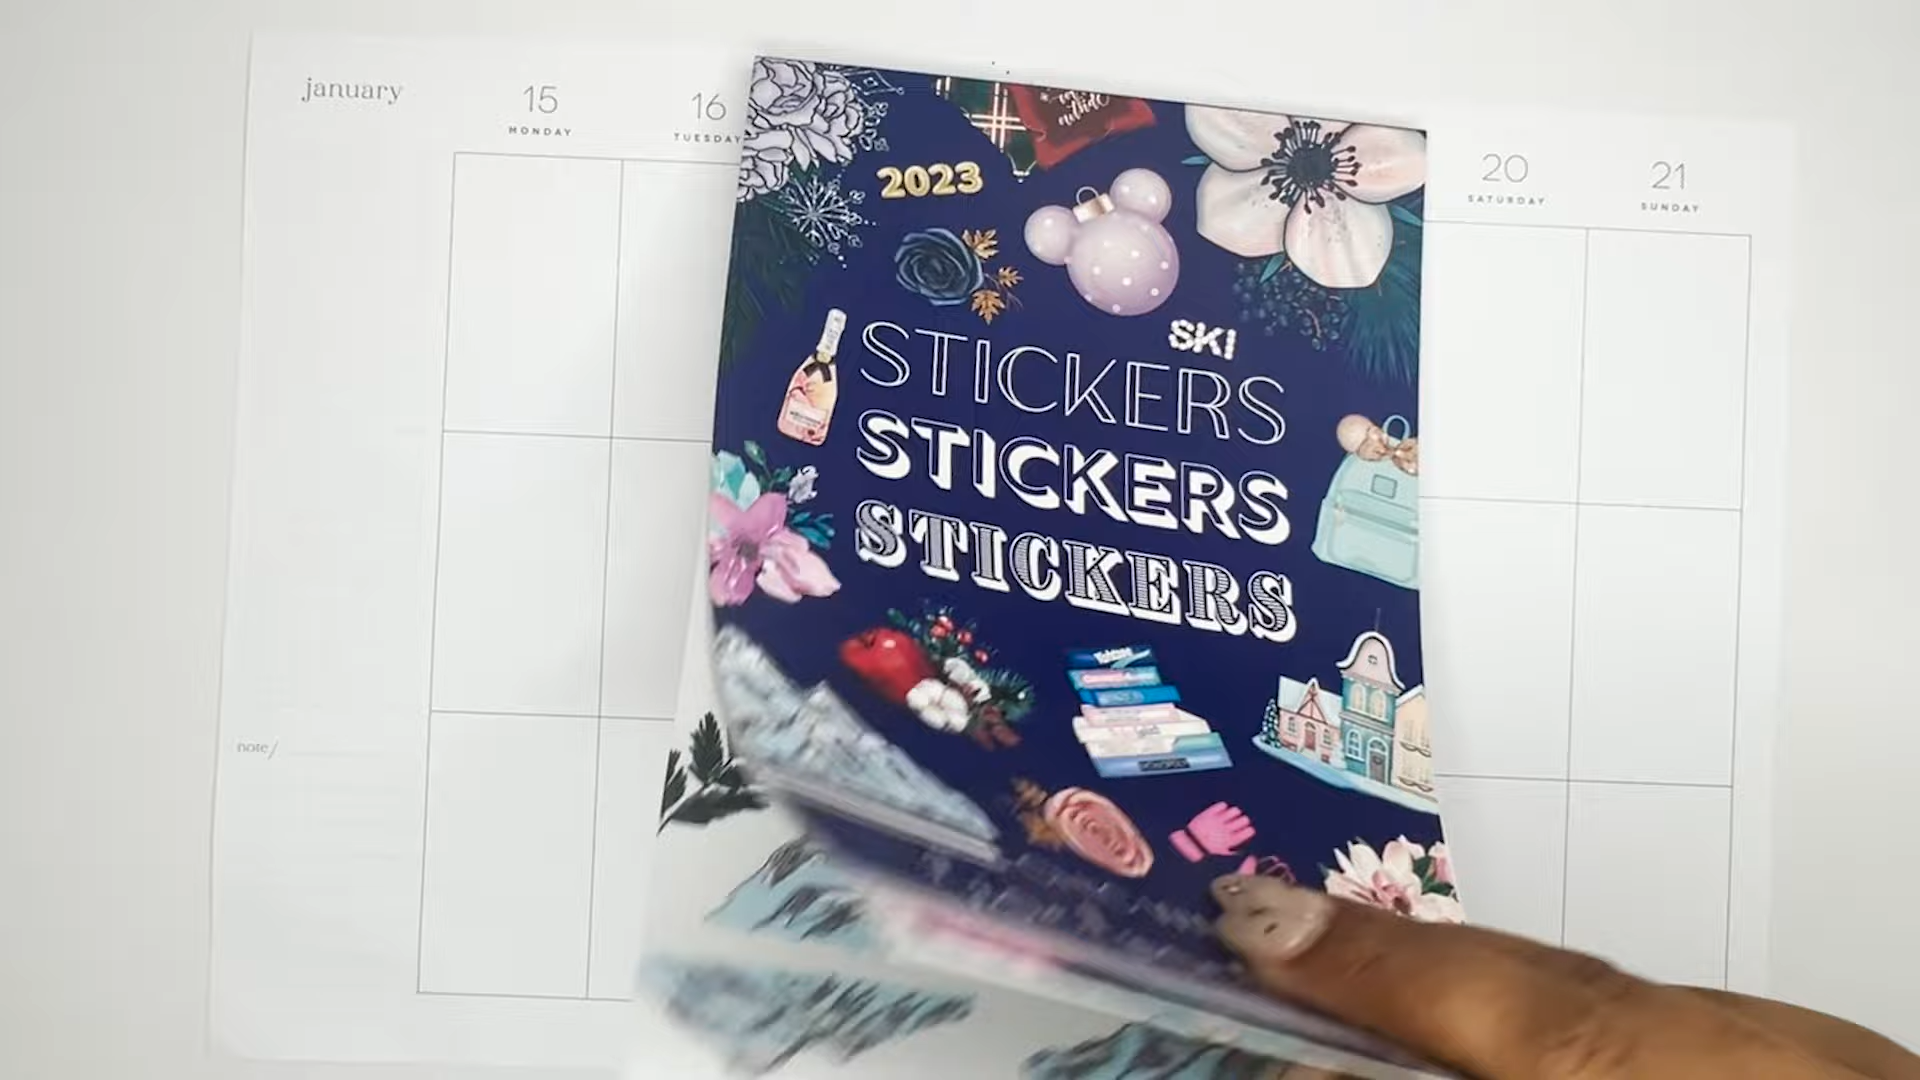 january
15
MONDAY
16
TUESDAY
20
SATURDAY
21
SUNDAY
2023
SKI
STICKERS
STICKERS
STICKERS
note/